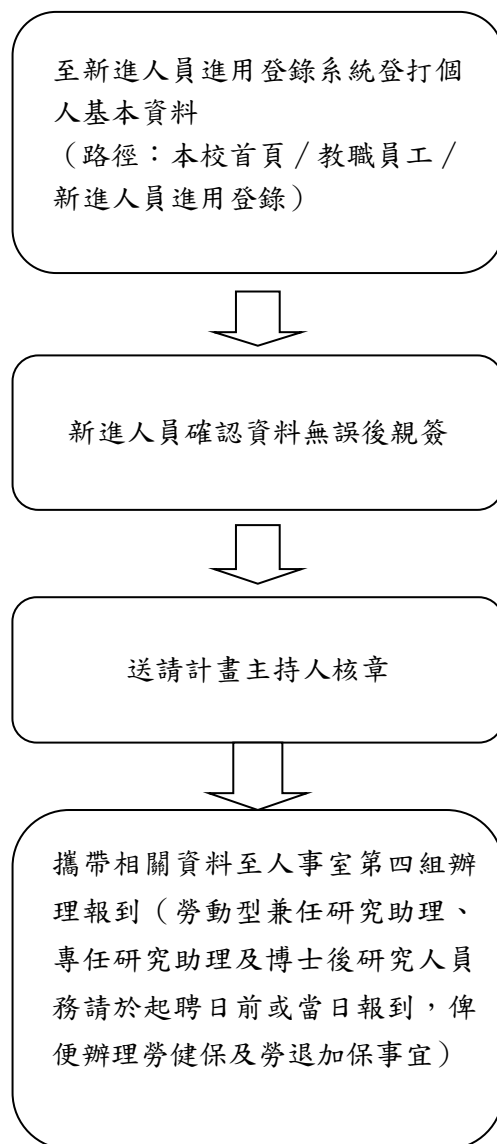 至新進人員進用登錄系統登打個
人基本資料
（路徑：本校首頁／教職員工／
新進人員進用登錄）
新進人員確認資料無誤後親簽
送請計畫主持人核章
攜帶相關資料至人事室第四組辦
理報到（勞動型兼任研究助理、
專任研究助理及博士後研究人員
務請於起聘日前或當日報到，俾
便辦理勞健保及勞退加保事宜）